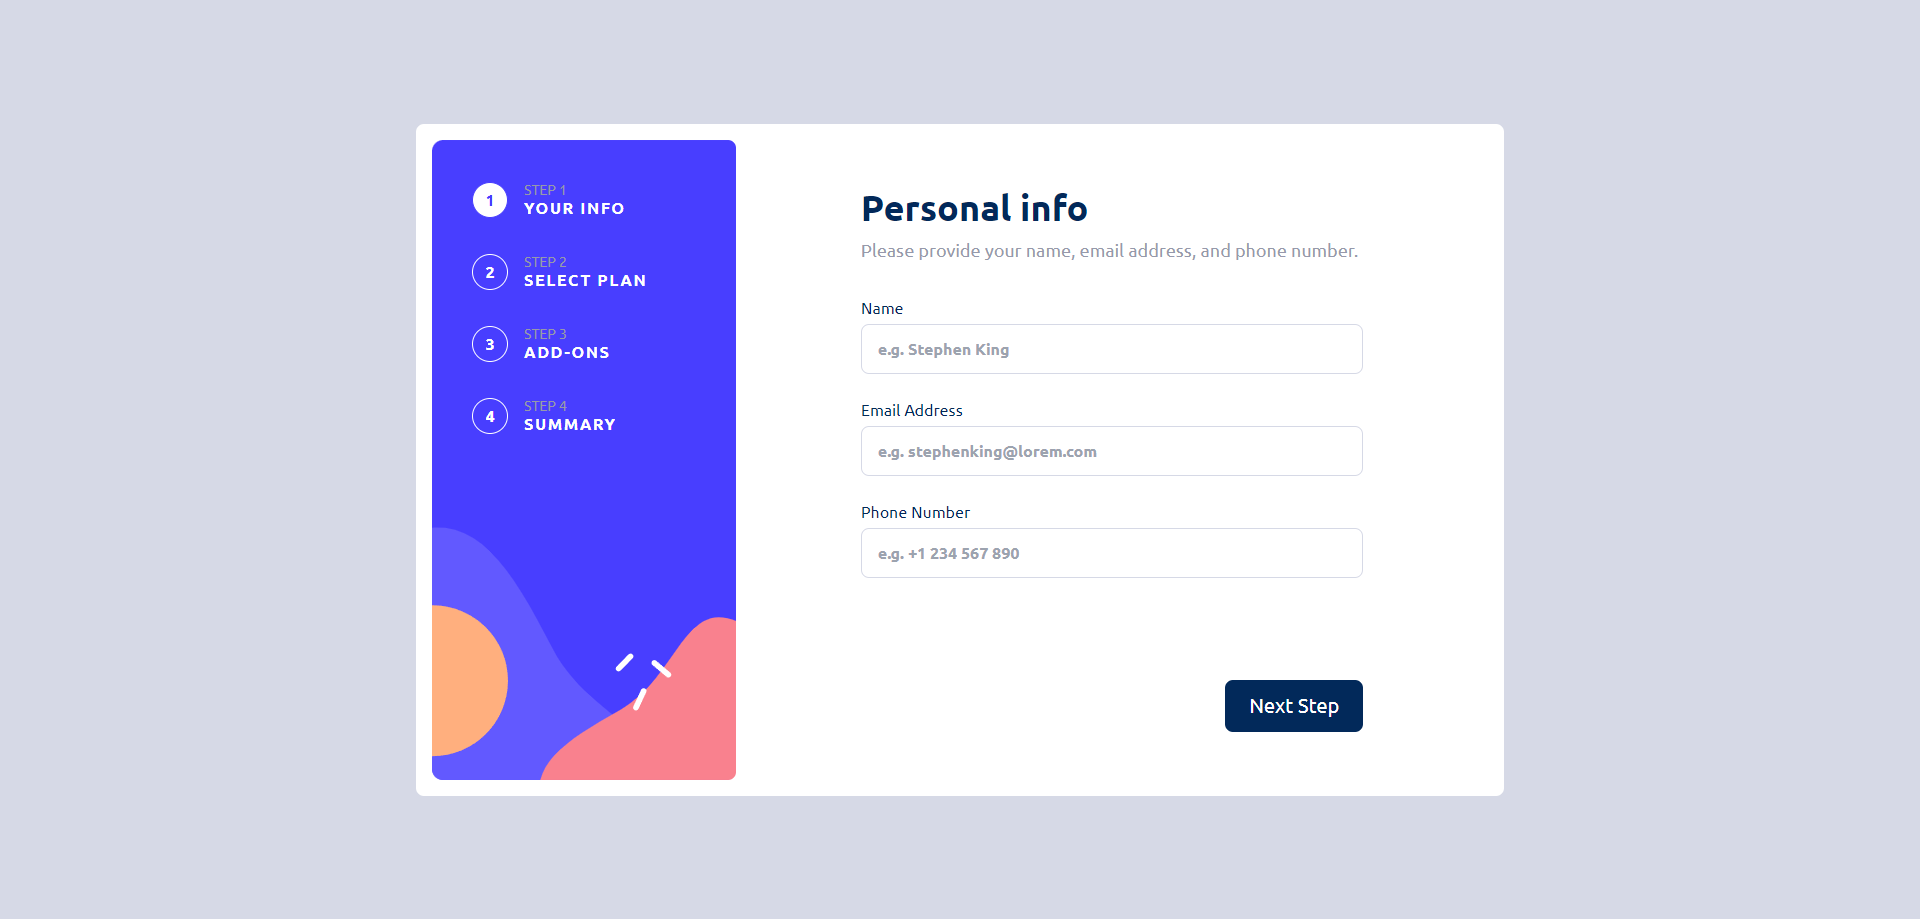 1
STEP 1
YOUR INFO
2
STEP 2
SELECT PLAN
3
STEP 3
ADD-ONS
4
STEP 4
SUMMARY
Personal info
Please provide your name, email address, and phone number.
Name
e.g. Stephen King
Email Address
e.g. stephenking@lorem.com
Phone Number
e.g. +1 234 567 890
Next Step